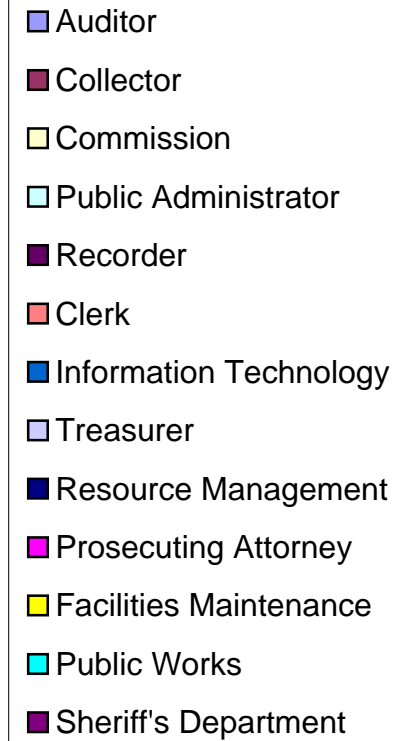 Auditor
Collector
Commission
Public Administrator
Recorder
Clerk
Information Technology
Treasurer
Resource Management
Prosecuting Attorney
Facilities Maintenance
Public Works
Sheriff's Department